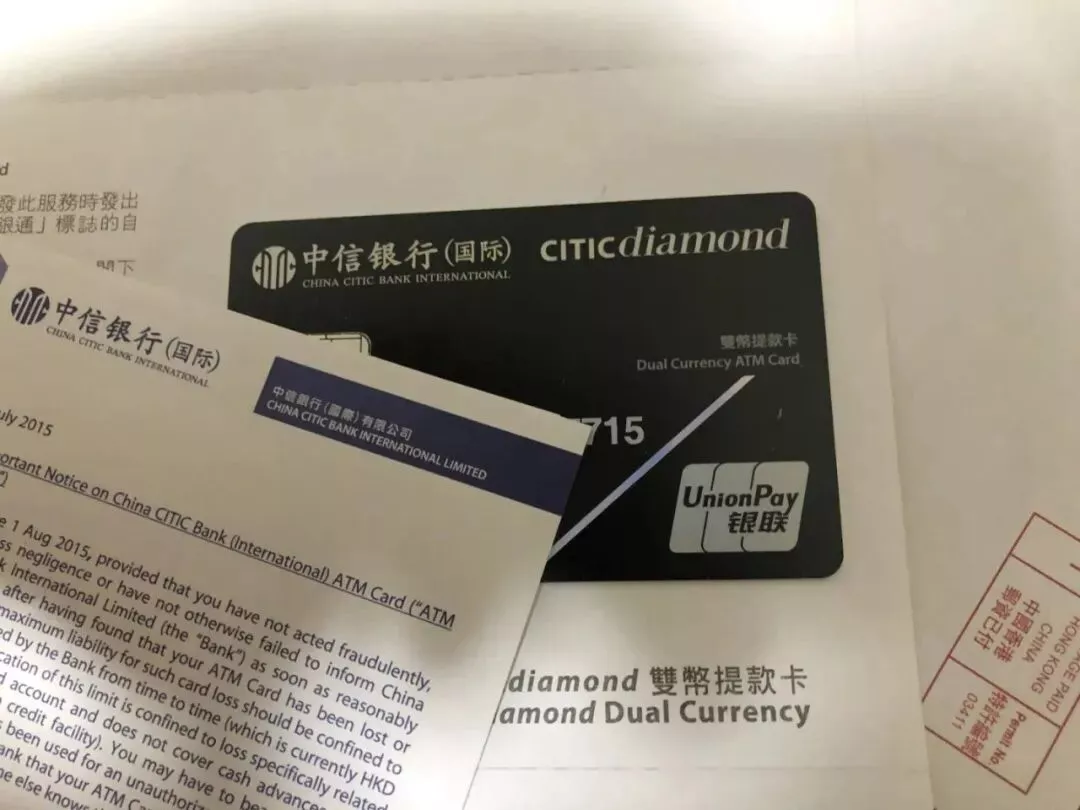 發此服務時發出
銀通」標誌的自
閣下
中信银行(国际)
CHINA CITIC BANK INTERNATIONAL
CITICdiamond
雙幣提款卡
Dual Currency ATM Card
715
UnionPay
银联
diamond 雙幣提款卡
amond Dual Currency
中信银行(国际)
CHINA CITIC BANK INTERNATIONAL
中信銀行(國際)有限公司
CHINA CITIC BANK INTERNATIONAL LIMITED
uly 2015
ortant Notice on China CITIC Bank (International) ATM Card ("ATM
")
e 1 Aug 2015, provided that you have not acted fraudulently,
ss negligence or have not otherwise failed to inform China
k International Limited (the "Bank") as soon as reasonably
after having found that your ATM Card has been lost or
maximum liability for such card loss should be confined to
ed by the Bank from time to time (which is currently HKD
cation of this limit is confined to loss specifically related
d account and does not cover cash advances
credit facility). You may have to bea
s been used for an unauthoriz
ank that your ATM Ca
e else knows th
AGE PAID
HONG KONG
CHINA
中國香港
郵資已付
Permit No.
特許編號
03411